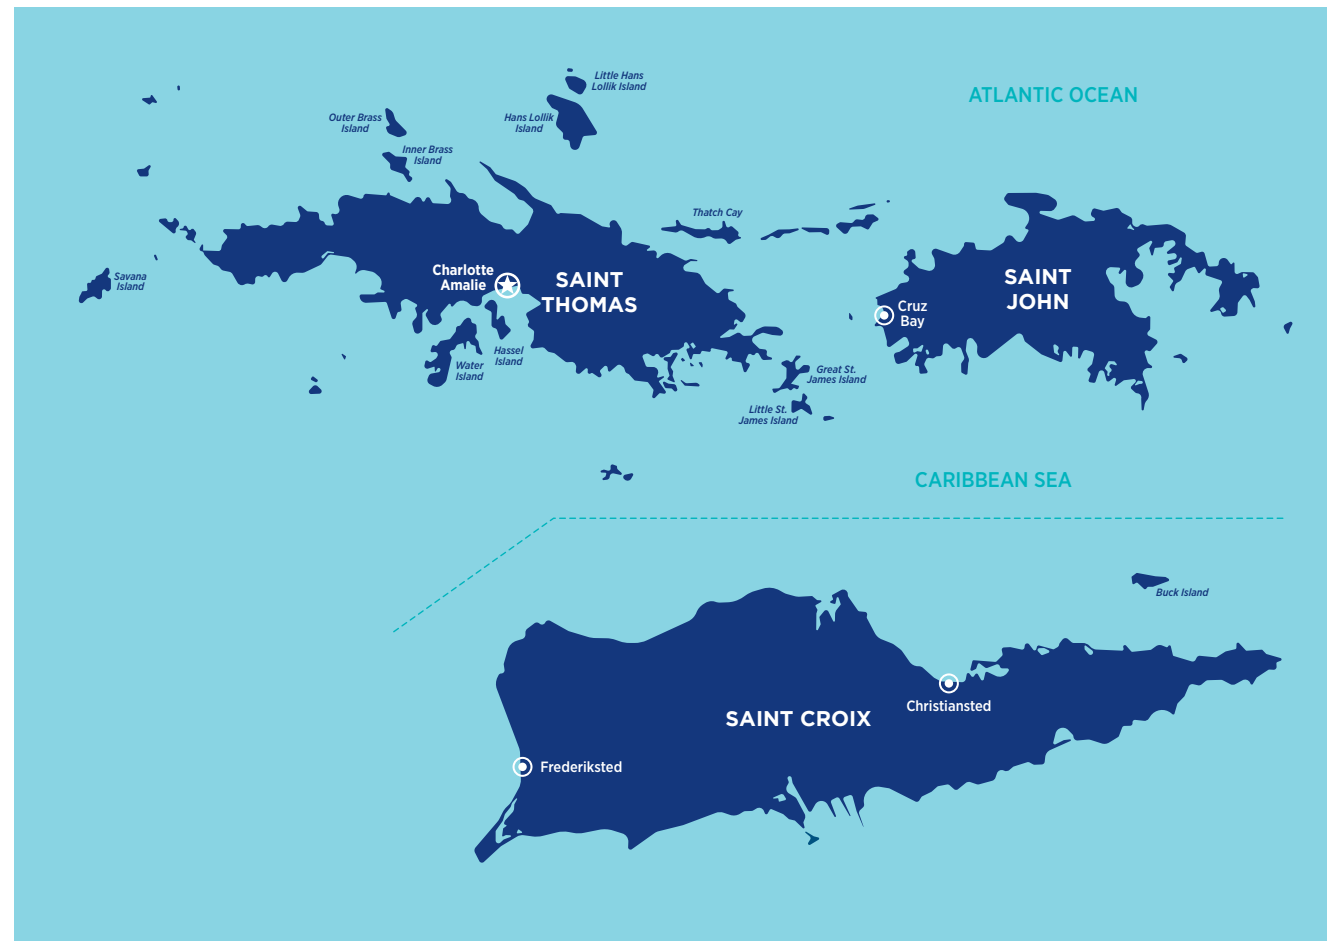 Little Hans
Lollik Island
ATLANTIC OCEAN
Outer Brass
Island
Hans Lollik
Island
Inner Brass
Island
Thatch Cay
Savana
Island
Charlotte
Amalie
SAINT
THOMAS
SAINT
JOHN
Cruz
Bay
Hassel
Island
Water
Island
Great St.
James Island
Little St.
James Island
CARIBBEAN SEA
Buck Island
Christiansted
SAINT CROIX
Frederiksted